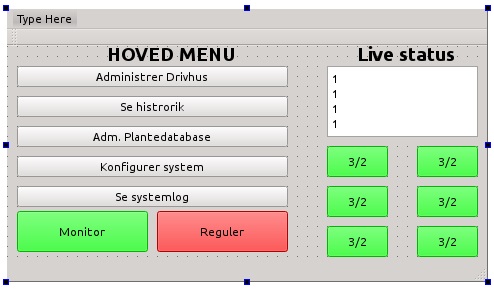 Type Here
HOVED MENU
Administrer Drivhus
Se histrorik
Adm. Plantedatabase
Konfigurer system
Se systemlog
Monitor
Reguler
Live status
1
1
1
1
3/2
3/2
3/2
3/2
3/2
3/2